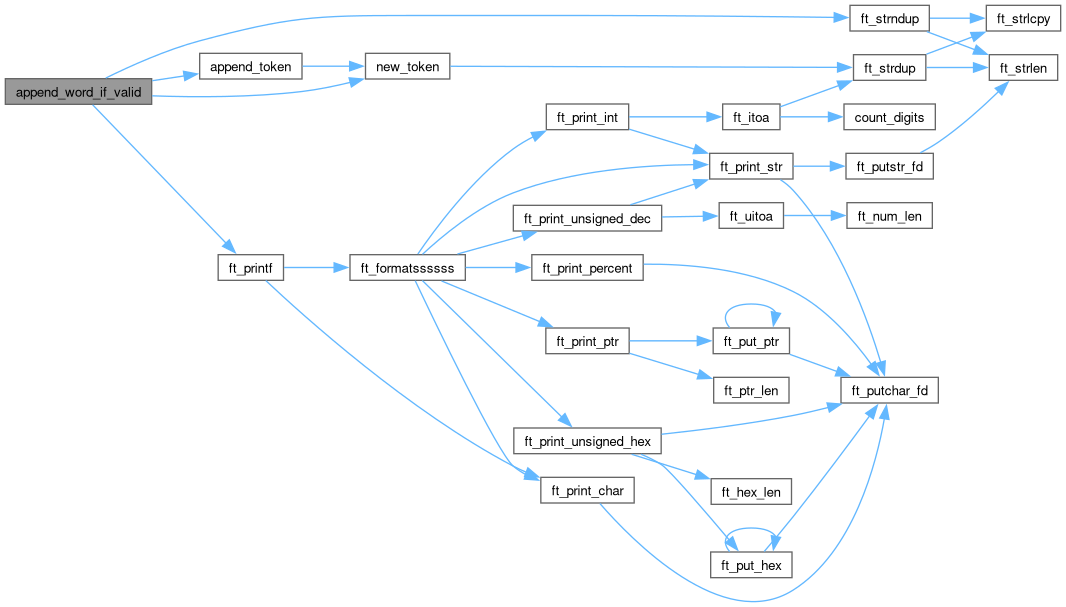 append_word_if_valid
append_token
new_token
ft_strndup
ft_strlcpy
ft_strdup
ft_strlen
ft_print_int
ft_itoa
count_digits
ft_print_str
ft_putstr_fd
ft_print_unsigned_dec
ft_uitoa
ft_num_len
ft_printf
ft_formatssssss
ft_print_percent
ft_print_ptr
ft_put_ptr
ft_ptr_len
ft_putchar_fd
ft_print_unsigned_hex
ft_hex_len
ft_print_char
ft_put_hex